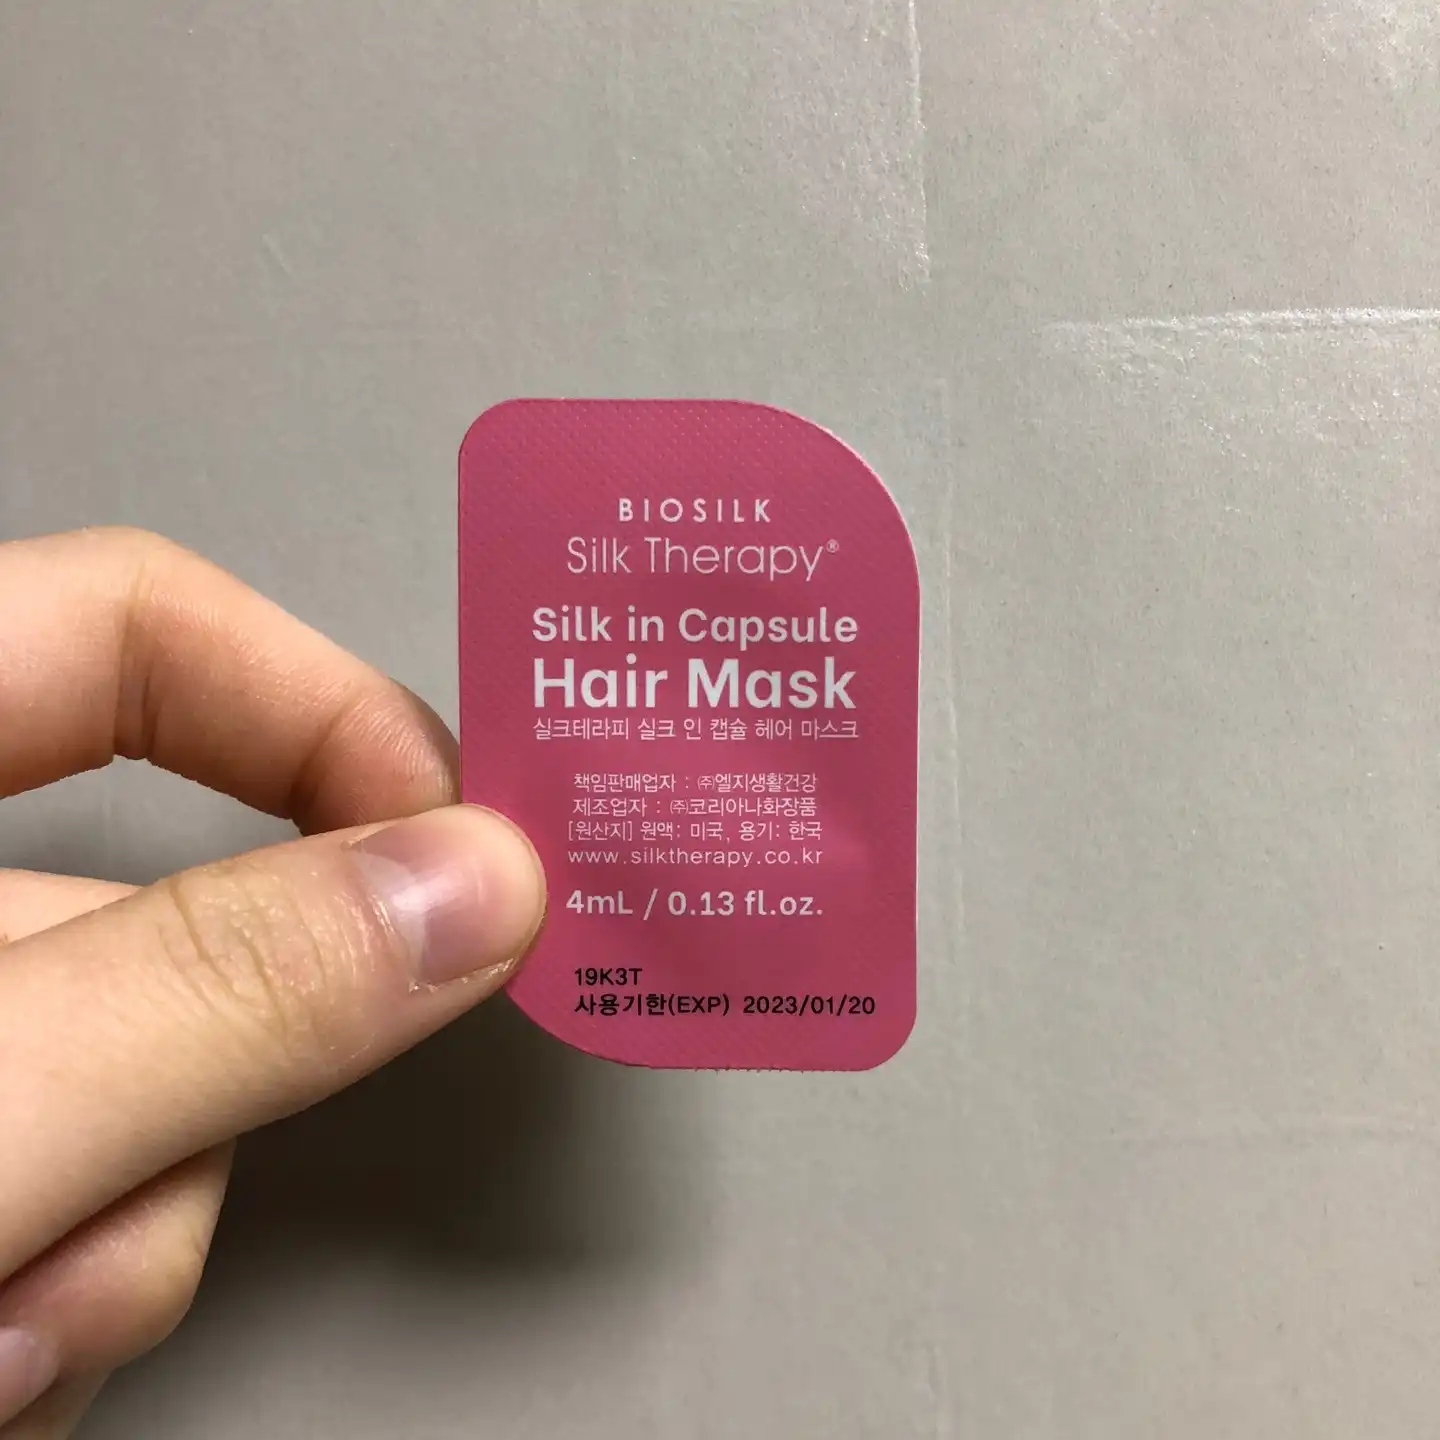 BIOSILK
Silk Therapy®
Silk in Capsule
Hair Mask
실크테라피 실크 인 캡슐 헤어 마스크
책임판매업자 : ㈜엘지생활건강
제조업자 : ㈜코리아나화장품
[원산지] 원액: 미국, 용기: 한국
www.silktherapy.co.kr
4mL / 0.13 fl.oz.
19K3T
사용기한(EXP) 2023/01/20